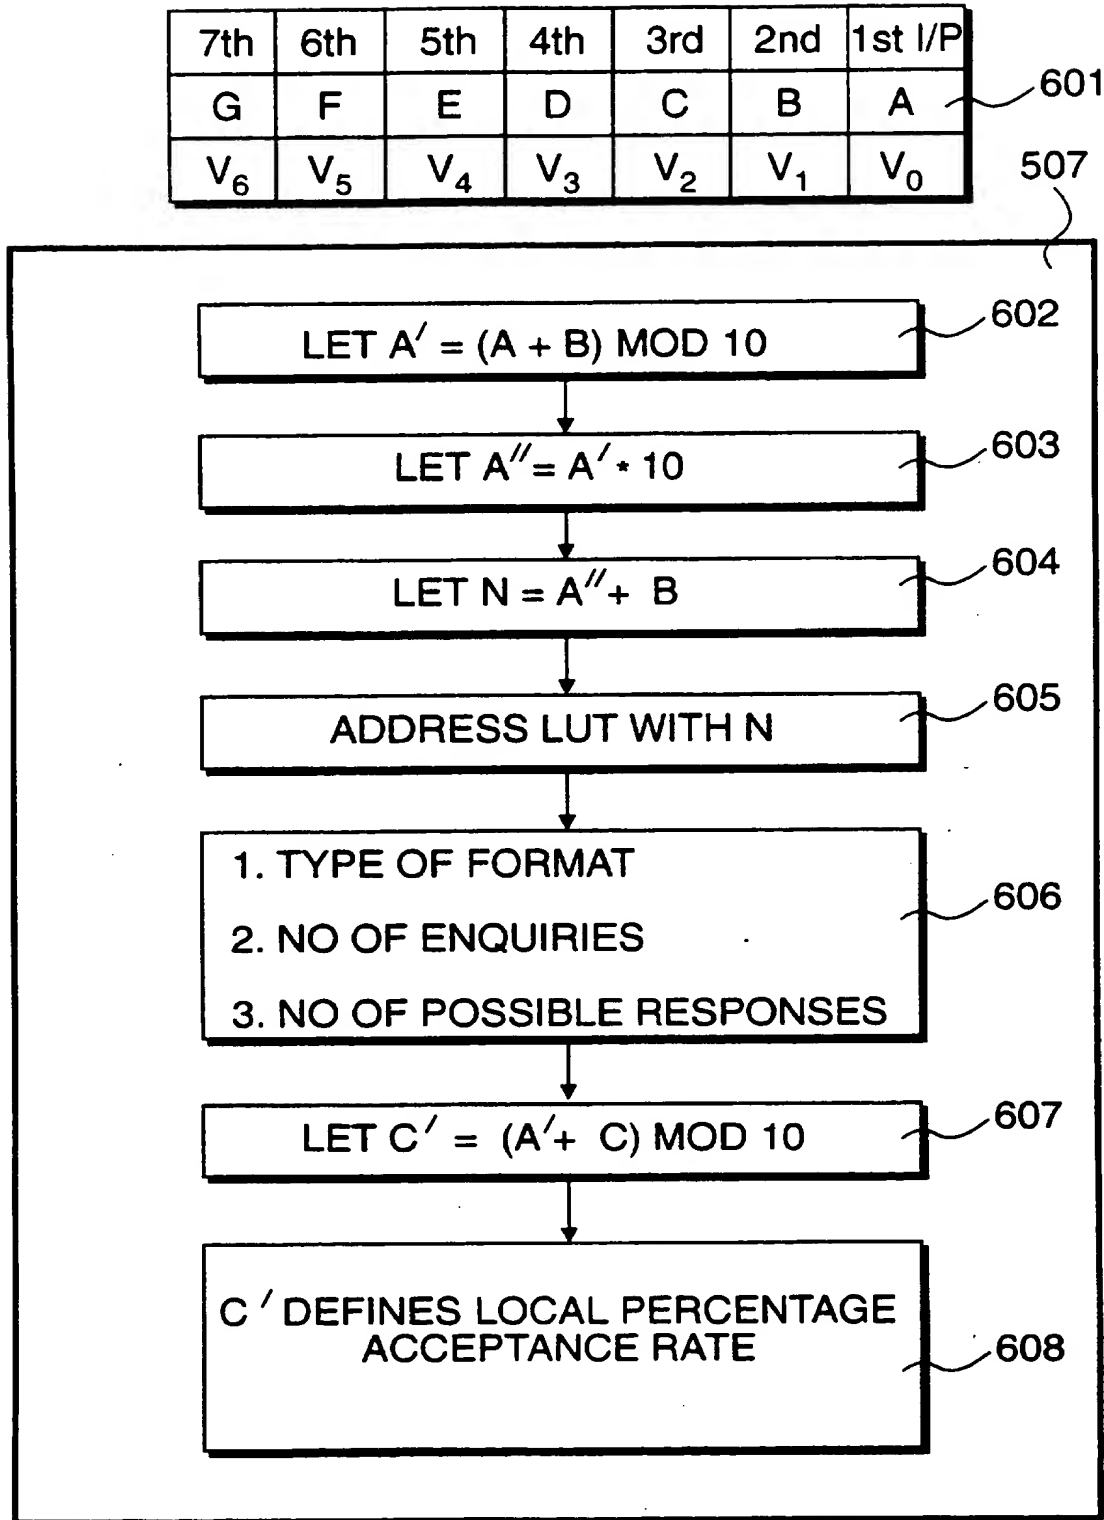 7th 6th 5th 4th 3rd 2nd 1st I/P
G F E D C B A
V6 V5 V4 V3 V2 V1 V0
601
507
LET A′ = (A + B) MOD 10
602
LET A′′ = A′ * 10
603
LET N = A′′ + B
604
ADDRESS LUT WITH N
605
1. TYPE OF FORMAT
2. NO OF ENQUIRIES
3. NO OF POSSIBLE RESPONSES
606
LET C′ = (A′ + C) MOD 10
607
C′ DEFINES LOCAL PERCENTAGE
ACCEPTANCE RATE
608